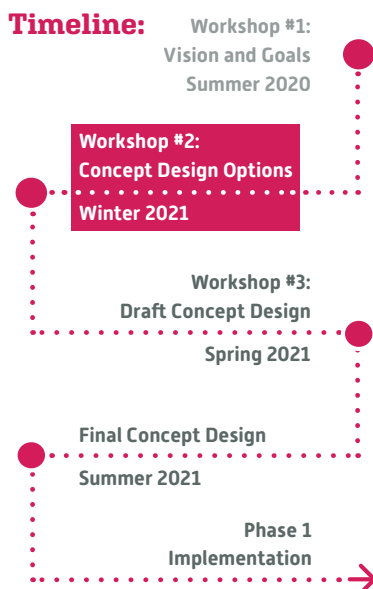 Timeline:
Workshop #1:
Vision and Goals
Summer 2020
Workshop #2:
Concept Design Options
Winter 2021
Workshop #3:
Draft Concept Design
Spring 2021
Final Concept Design
Summer 2021
Phase 1
Implementation